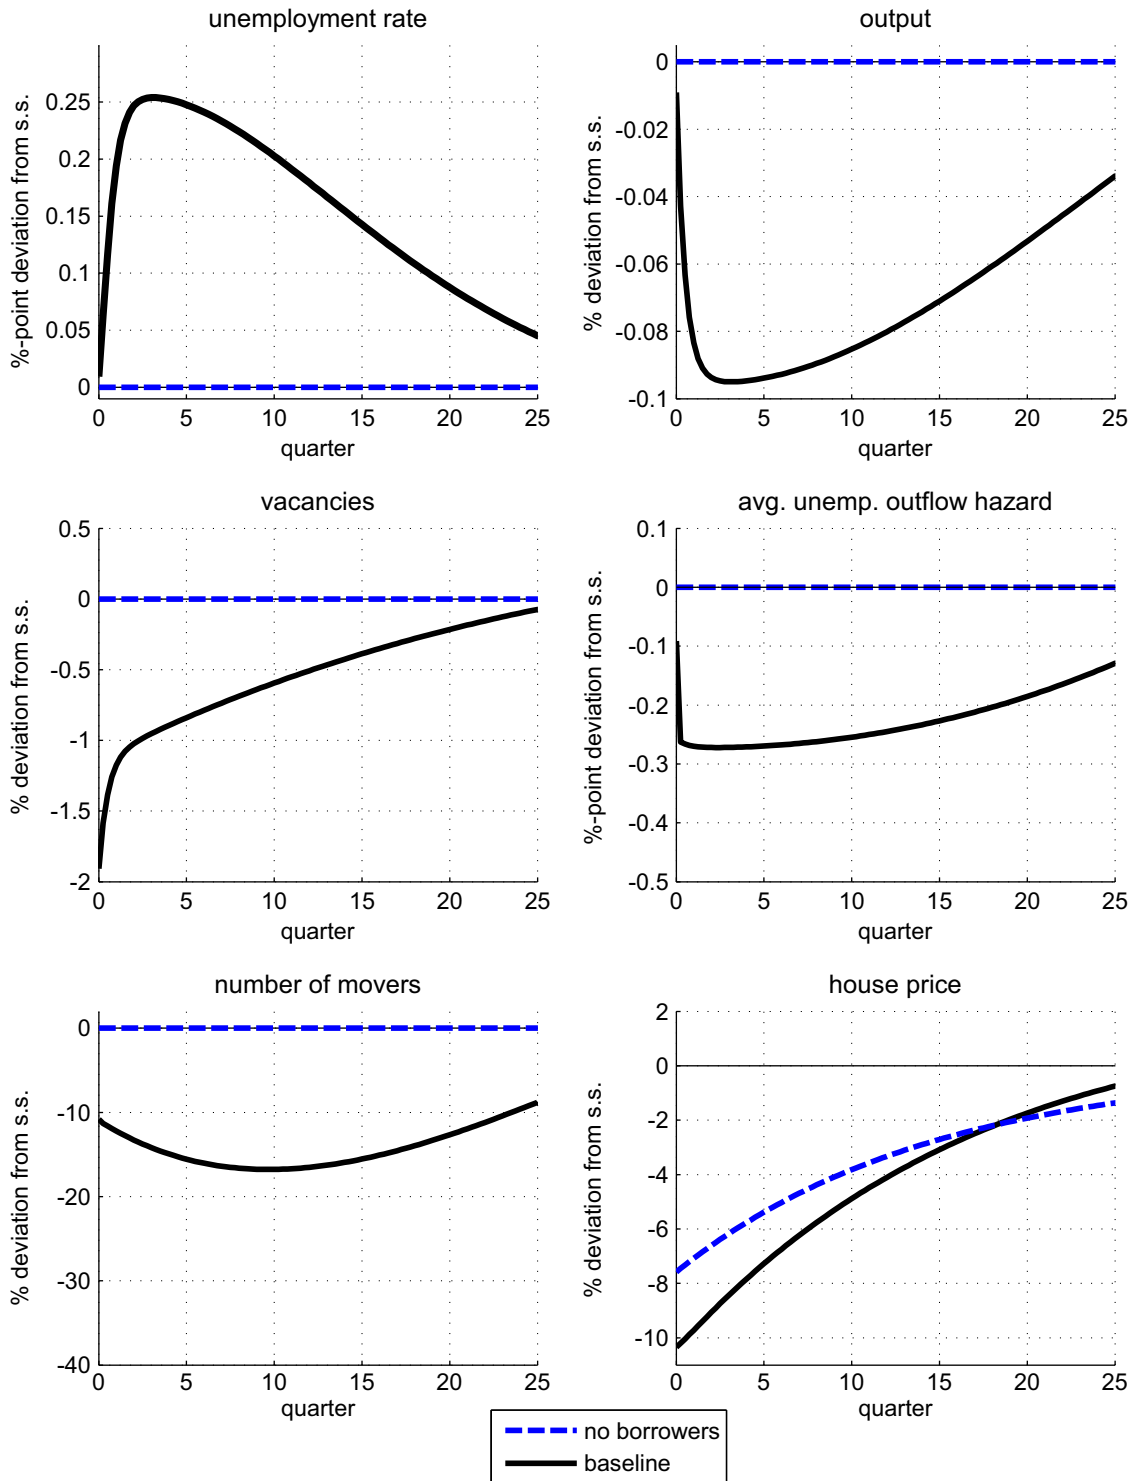 unemployment rate
%-point deviation from s.s.
0.25
0.2
0.15
0.1
0.05
0
0 5 10 15 20 25
quarter
output
% deviation from s.s.
0
-0.02
-0.04
-0.06
-0.08
-0.1
0 5 10 15 20 25
quarter
vacancies
% deviation from s.s.
0.5
0
-0.5
-1
-1.5
-2
0 5 10 15 20 25
quarter
avg. unemp. outflow hazard
%-point deviation from s.s.
0.1
0
-0.1
-0.2
-0.3
-0.4
-0.5
0 5 10 15 20 25
quarter
number of movers
% deviation from s.s.
0
-10
-20
-30
-40
0 5 10 15 20 25
quarter
house price
% deviation from s.s.
2
0
-2
-4
-6
-8
-10
0 5 10 15 20 25
quarter
no borrowers
baseline